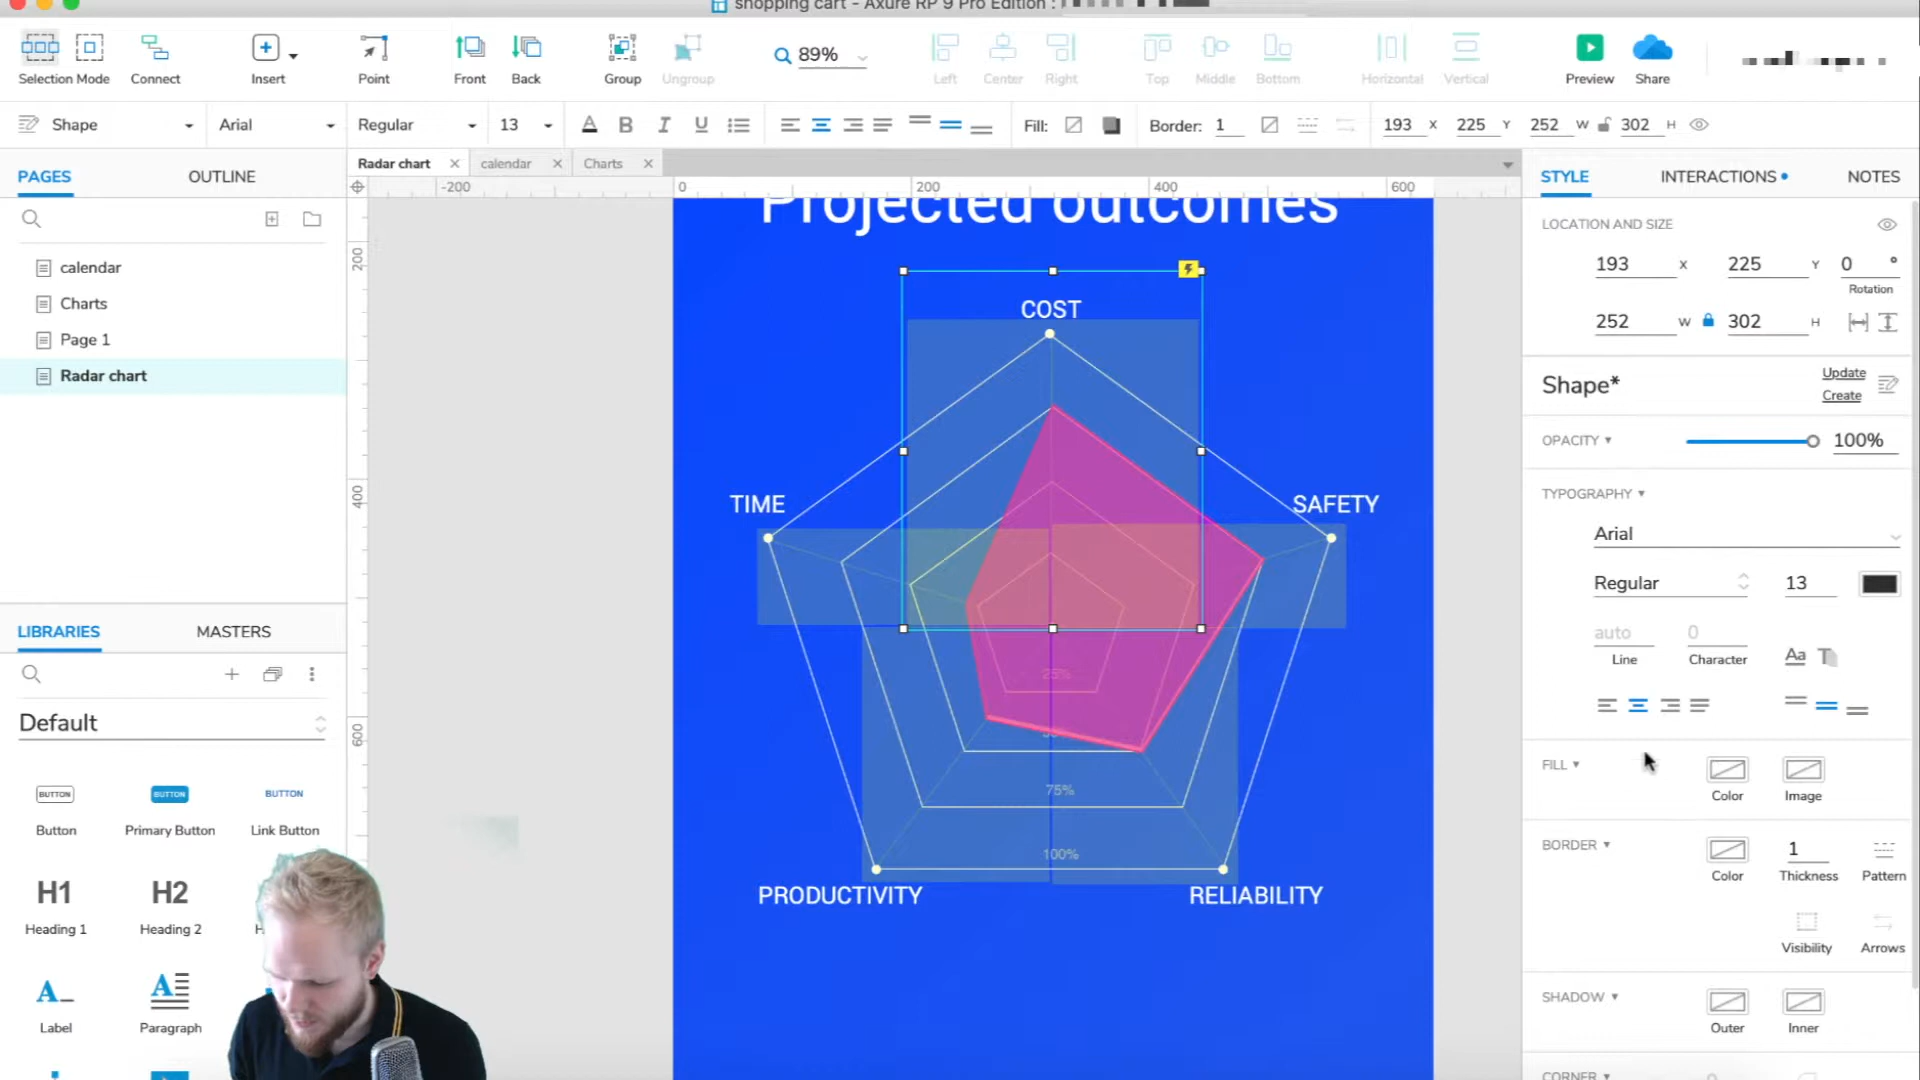 shopping cart - Axure RP 9 Pro Edition :
Selection Mode Connect Insert Point Front Back Group Ungroup 89% Left Center Right Top Middle Bottom Horizontal Vertical Preview Share
Shape Arial Regular 13 Fill: Border: 1 193 X 225 Y 252 W 302 H
PAGES OUTLINE
Radar chart calendar Charts
STYLE INTERACTIONS NOTES
-200 0 200 400 600
200
400
600
calendar
Charts
Page 1
Radar chart
LIBRARIES MASTERS
Default
BUTTON BUTTON BUTTON
Button Primary Button Link Button
H1 H2
Heading 1 Heading 2 H
A A
Label Paragraph
Projected outcomes
COST
TIME SAFETY
25%
75%
100%
PRODUCTIVITY RELIABILITY
LOCATION AND SIZE
193 X 225 Y 0 °
Rotation
252 W 302 H
Shape* Update
Create
OPACITY 100%
TYPOGRAPHY
Arial
Regular 13
auto 0
Line Character Aa T
FILL
Color Image
BORDER 1
Color Thickness Pattern
Visibility Arrows
SHADOW
Outer Inner
CORNER